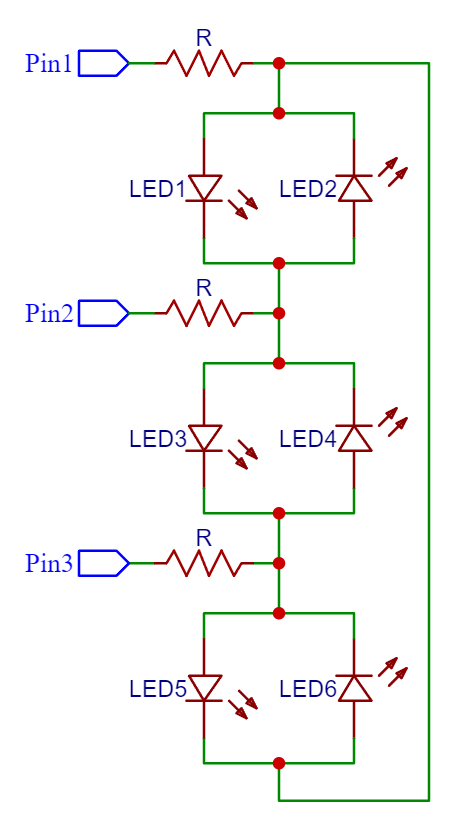 R
Pin1
LED1 LED2
R
Pin2
LED3 LED4
R
Pin3
LED5 LED6